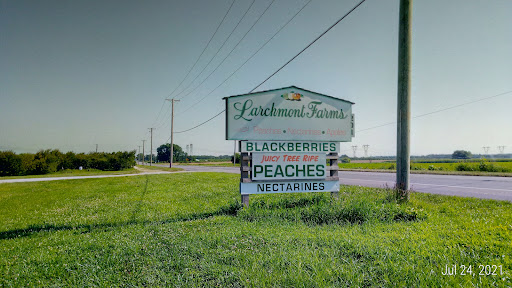 Larchmont Farms
BLACKBERRIES
JUICY TREE RIPE
PEACHES
NECTARINES
Jul 24, 2021